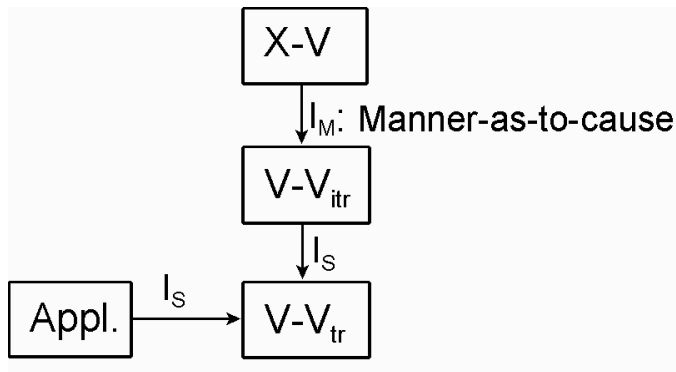 X-V
I_M: Manner-as-to-cause
V-V_itr
I_S
Appl.
I_S
V-V_tr